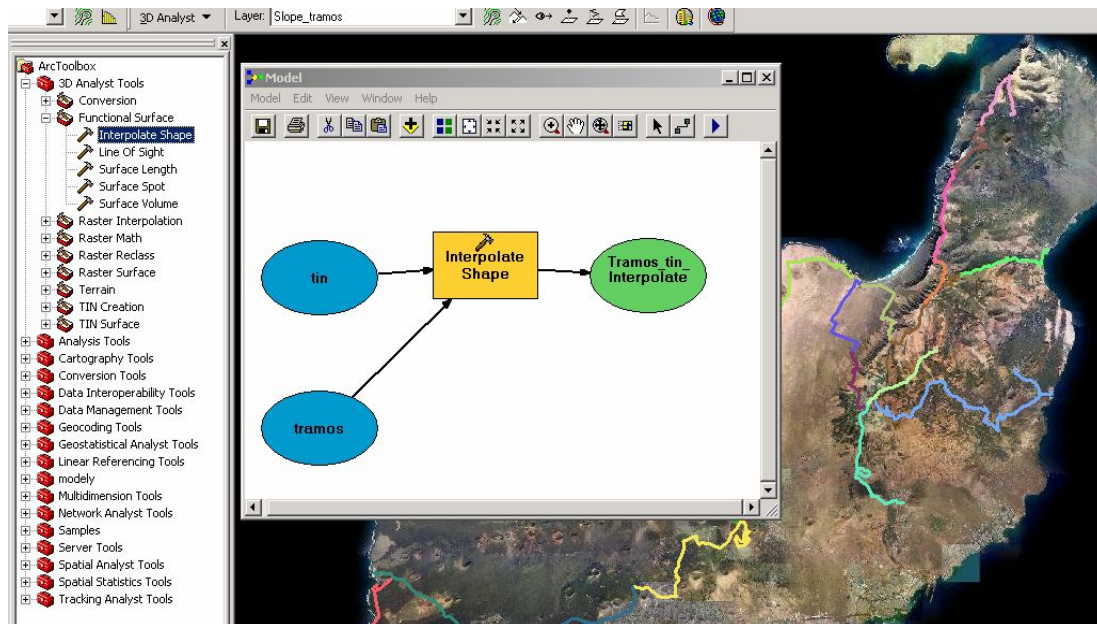 3D Analyst
Layer:
Slope_tramos
ArcToolbox
3D Analyst Tools
Conversion
Functional Surface
Interpolate Shape
Line Of Sight
Surface Length
Surface Spot
Surface Volume
Raster Interpolation
Raster Math
Raster Reclass
Raster Surface
Terrain
TIN Creation
TIN Surface
Analysis Tools
Cartography Tools
Conversion Tools
Data Interoperability Tools
Data Management Tools
Geocoding Tools
Geostatistical Analyst Tools
Linear Referencing Tools
modely
Multidimension Tools
Network Analyst Tools
Samples
Server Tools
Spatial Analyst Tools
Spatial Statistics Tools
Tracking Analyst Tools
Model
Model Edit View Window Help
tin
Interpolate
Shape
Tramos_tin_
Interpolate
tramos